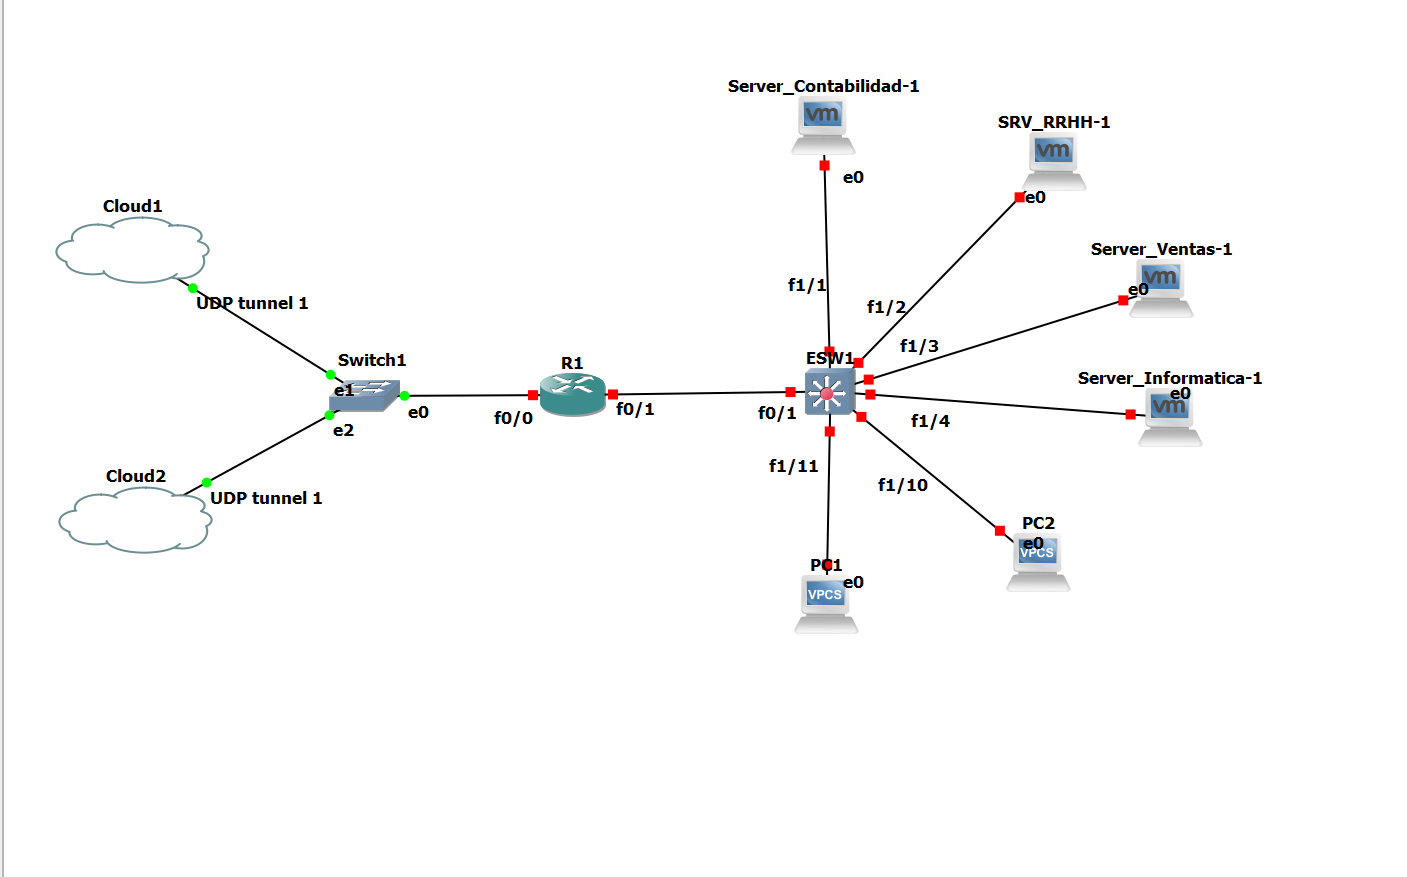 Server_Contabilidad-1
vm
e0
SRV_RRHH-1
vm
e0
Cloud1
UDP tunnel 1
Server_Ventas-1
vm
e0
f1/1
f1/2
f1/3
Switch1
e1
e0
e2
R1
f0/0
f0/1
ESW1
f0/1
Server_Informatica-1
e0
vm
f1/4
f1/11
f1/10
Cloud2
UDP tunnel 1
PC2
e0
VPCS
PC1
e0
VPCS